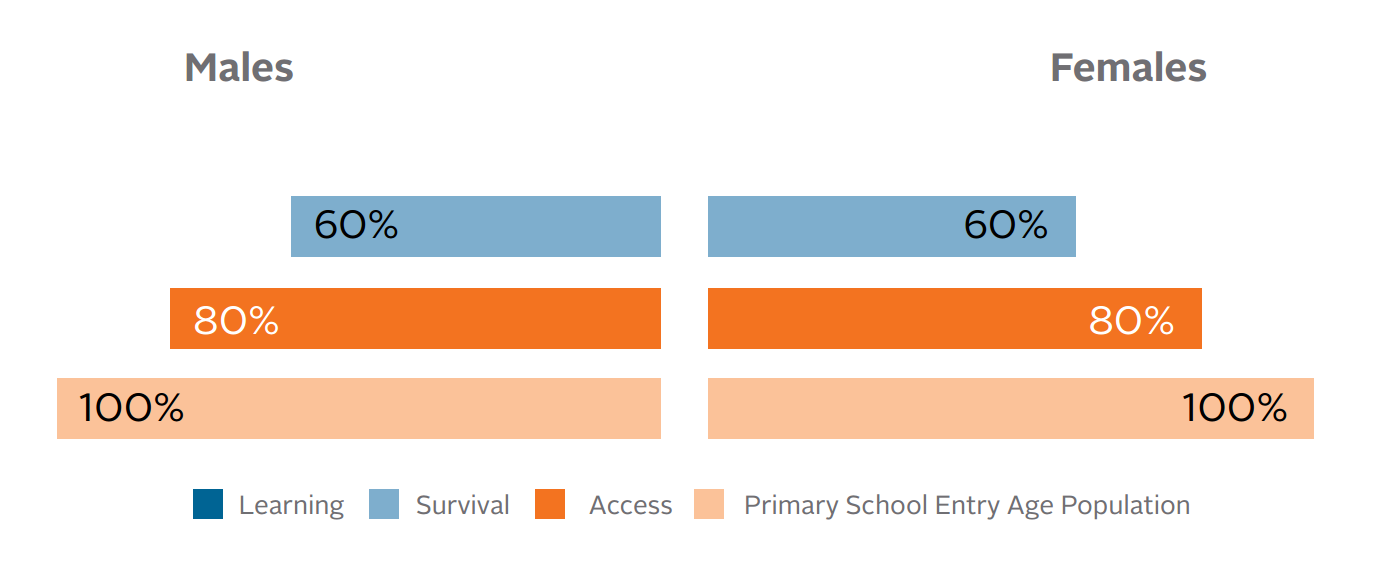 Males Females
60% 60%
80% 80%
100% 100%
Learning Survival Access Primary School Entry Age Population